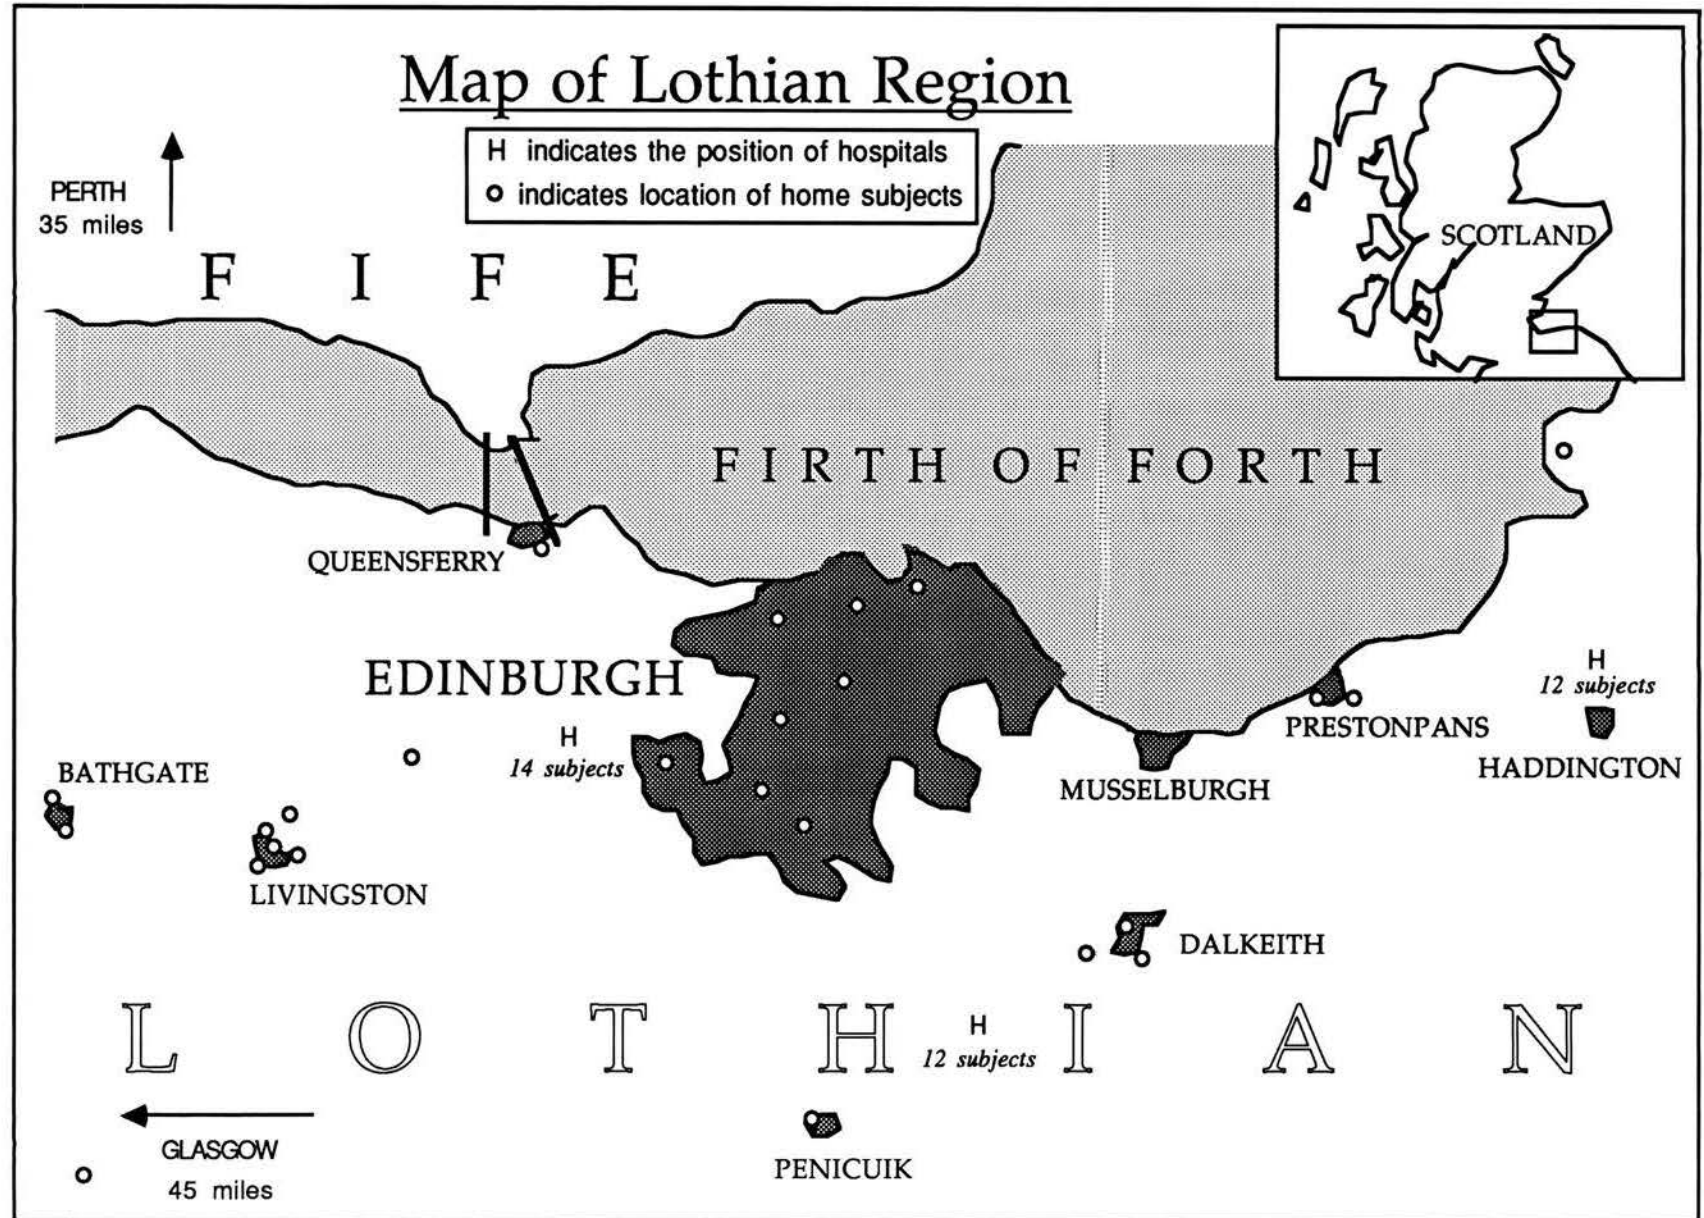 Map of Lothian Region
H indicates the position of hospitals
o indicates location of home subjects
PERTH
35 miles
SCOTLAND
F I F E
FIRTH OF FORTH
QUEENSFERRY
EDINBURGH
H
12 subjects
PRESTONPANS
HADDINGTON
H
14 subjects
BATHGATE
MUSSELBURGH
LIVINGSTON
DALKEITH
L O T H I A N
H
12 subjects
GLASGOW
45 miles
PENICUIK